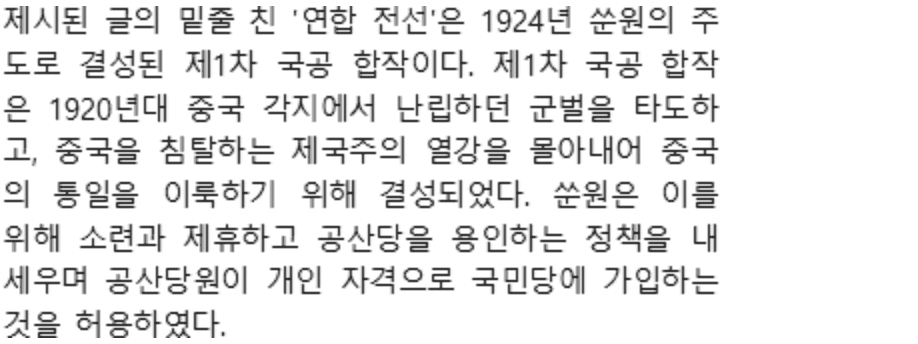 제시된 글의 밑줄 친 '연합 전선'은 1924년 쑨원의 주
도로 결성된 제1차 국공 합작이다. 제1차 국공 합작
은 1920년대 중국 각지에서 난립하던 군벌을 타도하
고, 중국을 침탈하는 제국주의 열강을 몰아내어 중국
의 통일을 이룩하기 위해 결성되었다. 쑨원은 이를
위해 소련과 제휴하고 공산당을 용인하는 정책을 내
세우며 공산당원이 개인 자격으로 국민당에 가입하는
것을 허용하였다.